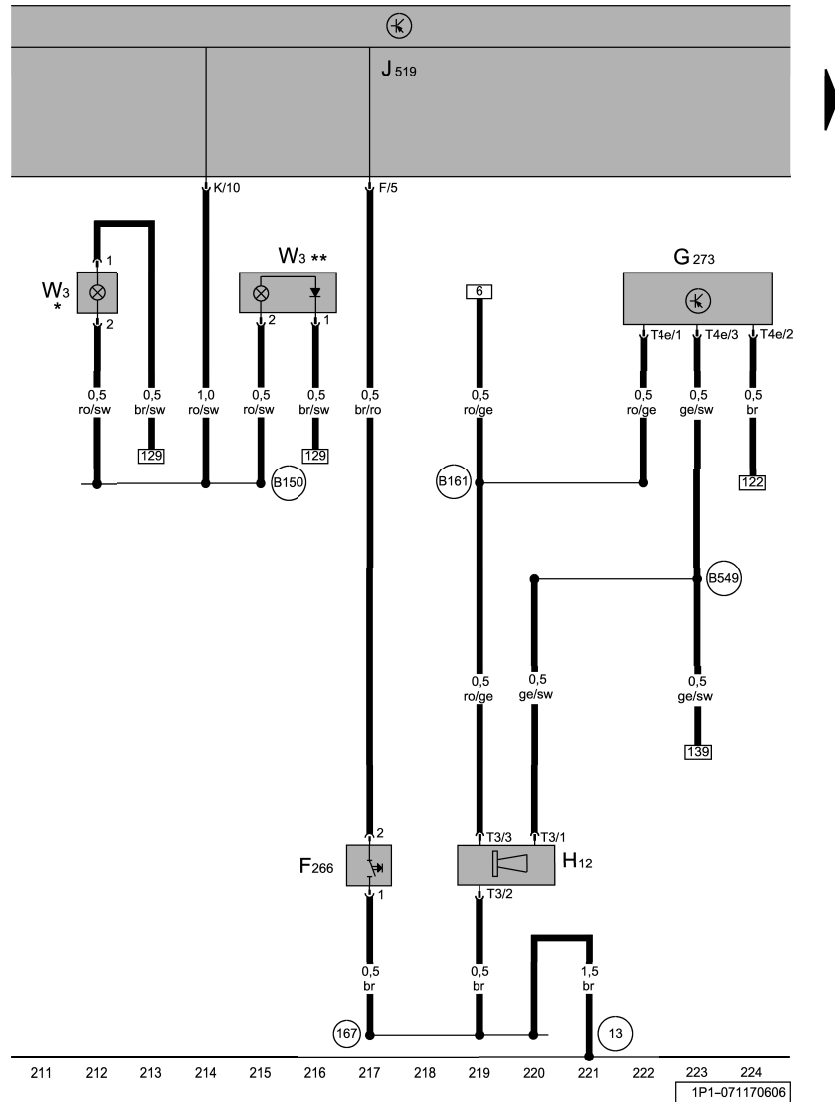 J 519
K/10
F/5
W3 **
G 273
1
W3
*
2
2
1
6
T4e/1
T4e/3
T4e/2
0,5
ro/sw
0,5
br/sw
1,0
ro/sw
0,5
ro/sw
0,5
br/sw
0,5
br/ro
0,5
ro/ge
0,5
ro/ge
0,5
ge/sw
0,5
br
129
129
B150
B161
122
B549
0,5
ro/ge
0,5
ge/sw
0,5
ge/sw
139
2
T3/3
T3/1
F266
H12
1
T3/2
0,5
br
0,5
br
1,5
br
167
13
211 212 213 214 215 216 217 218 219 220 221 222 223 224
1P1-071170606